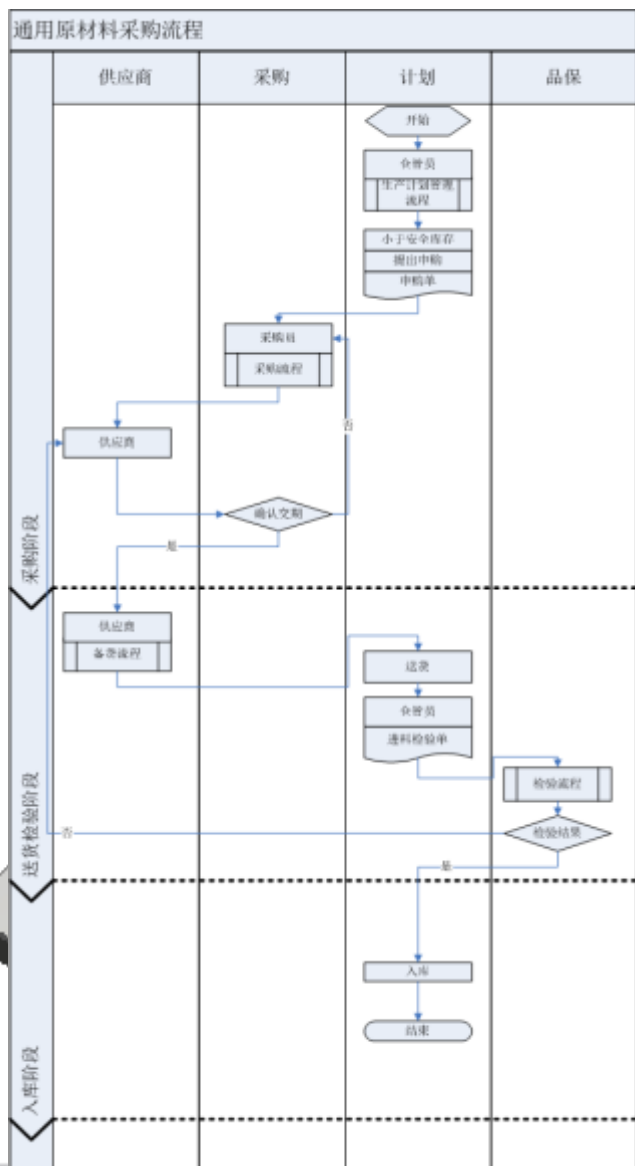 通用原材料采购流程
供应商
采购
计划
品保
开始
仓管员
生产计划管理
流程
小于安全库存
提出申购
申购单
采购员
采购流程
否
供应商
确认交期
是
采购阶段
供应商
备货流程
送货
仓管员
进料检验单
检验流程
检验结果
否
是
送货检验阶段
入库
结束
入库阶段